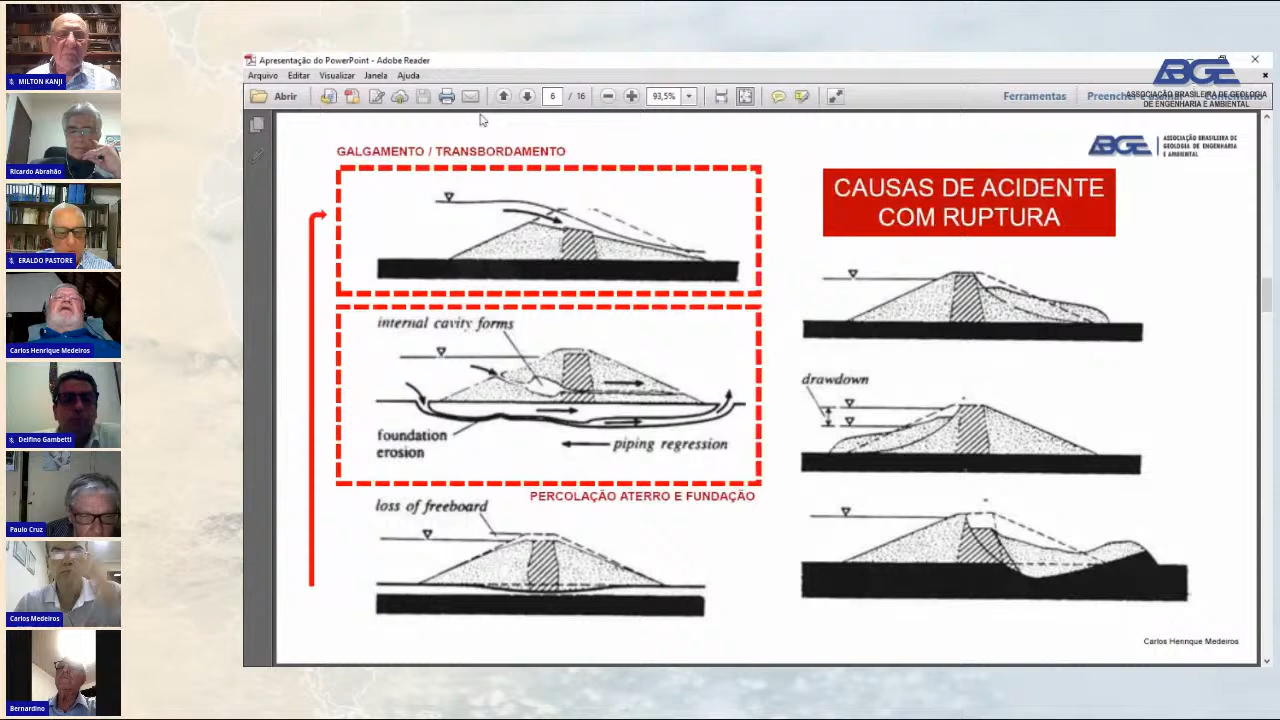 MILTON KANJI
Ricardo Abrahão
ERALDO PASTORE
Carlos Henrique Medeiros
Delfino Gambetti
Paulo Cruz
Carlos Medeiros
Bernardino
Apresentação do PowerPoint - Adobe Reader
Arquivo Editar Visualizar Janela Ajuda
Abrir
6 / 16
93,5%
Ferramentas
ABGE
ASSOCIAÇÃO BRASILEIRA DE GEOLOGIA
DE ENGENHARIA E AMBIENTAL
ABGE
ASSOCIAÇÃO BRASILEIRA DE
GEOLOGIA DE ENGENHARIA
E AMBIENTAL
GALGAMENTO / TRANSBORDAMENTO
CAUSAS DE ACIDENTE
COM RUPTURA
internal cavity forms
foundation
erosion
piping regression
PERCOLAÇÃO ATERRO E FUNDAÇÃO
loss of freeboard
drawdown
Carlos Henrique Medeiros